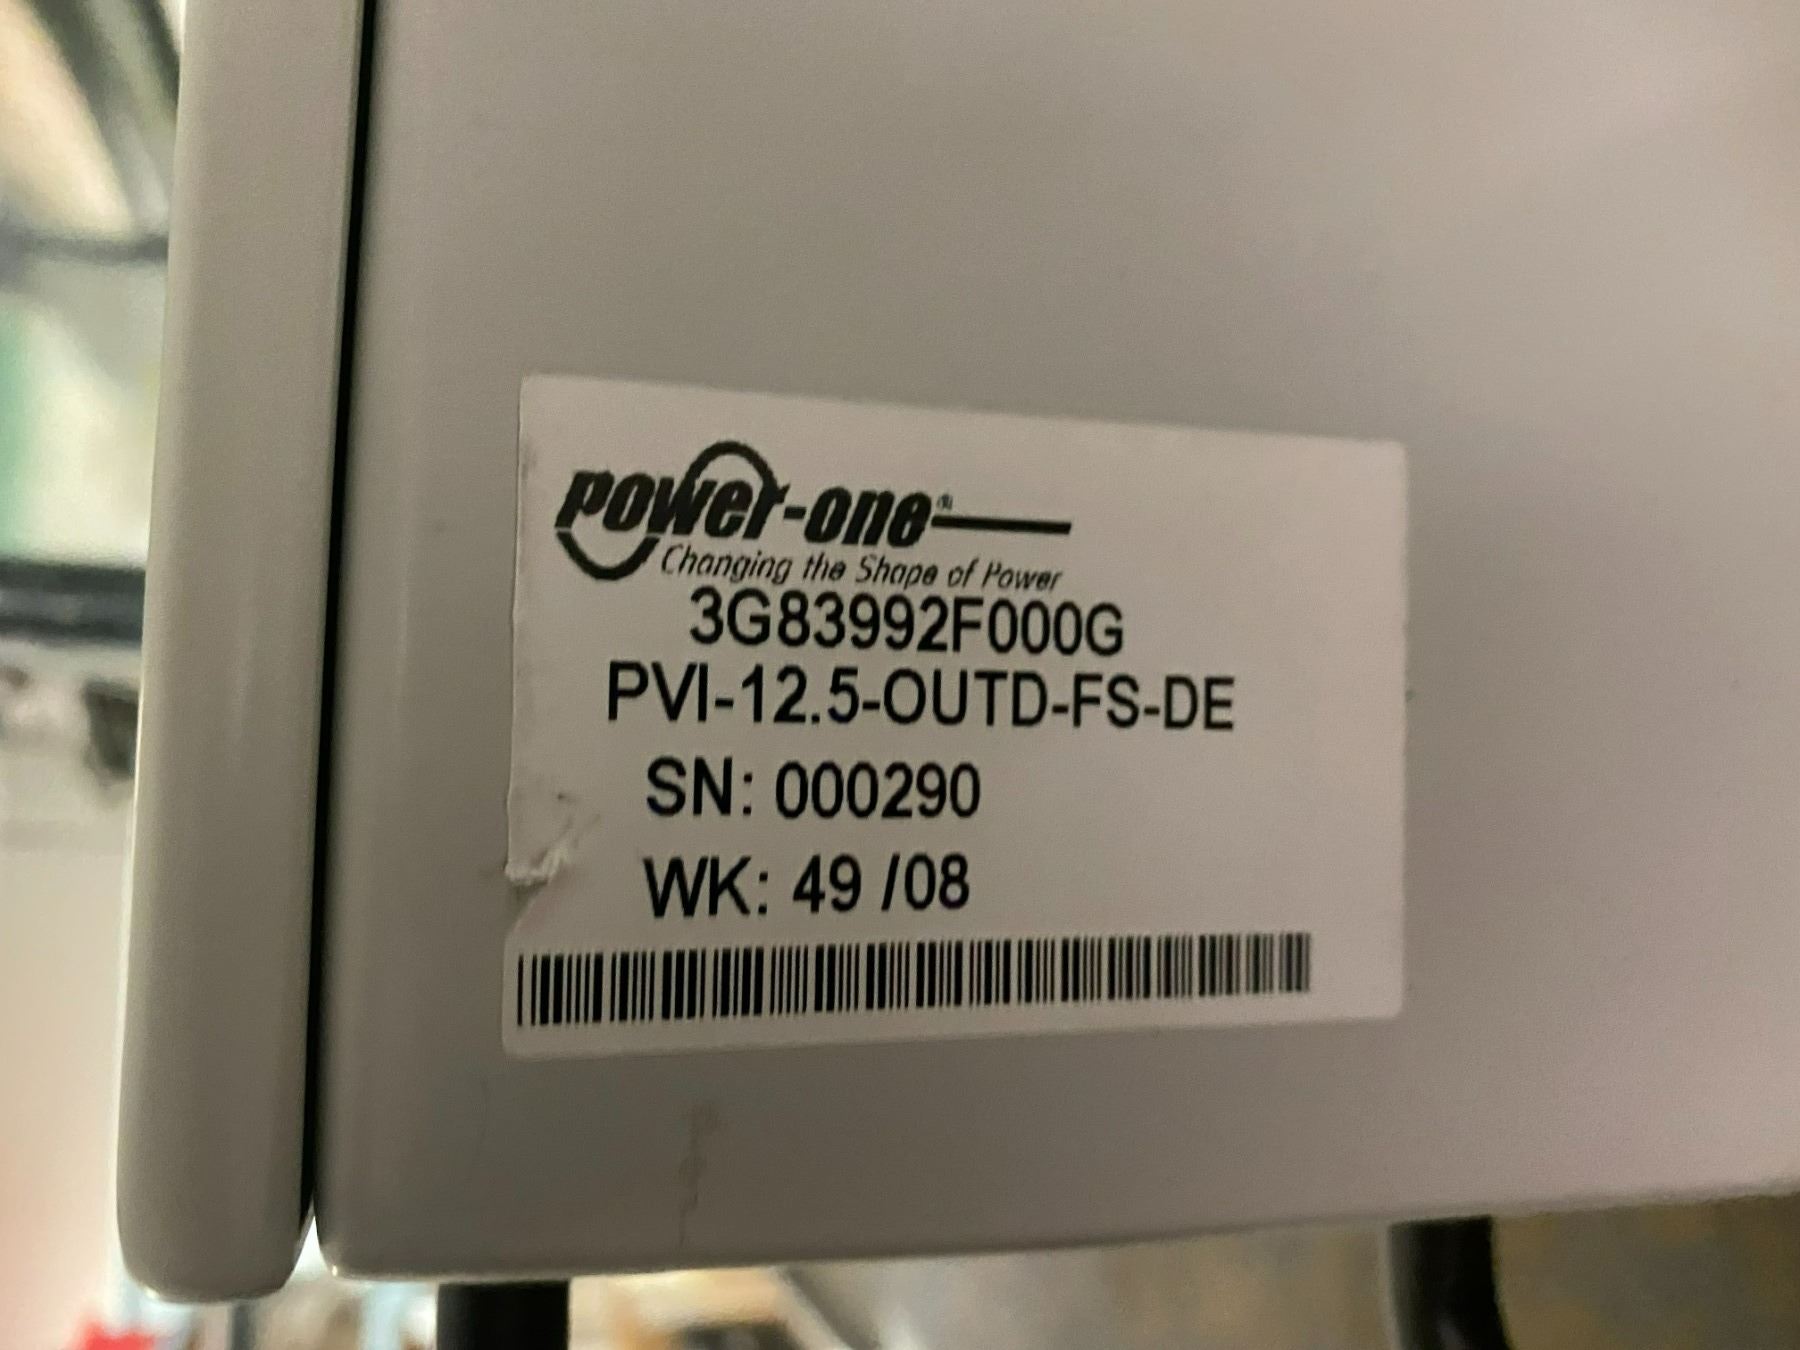 power-one®
Changing the Shape of Power
3G83992F000G
PVI-12.5-OUTD-FS-DE
SN: 000290
WK: 49 /08